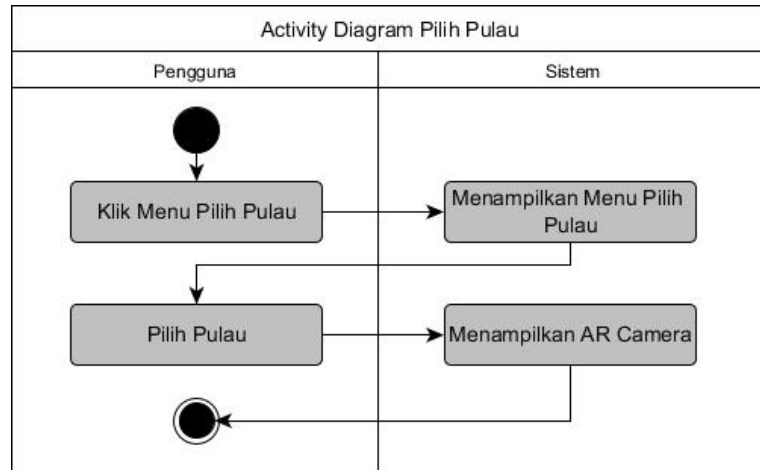 Activity Diagram Pilih Pulau
Pengguna
Sistem
Klik Menu Pilih Pulau
Menampilkan Menu Pilih
Pulau
Pilih Pulau
Menampilkan AR Camera